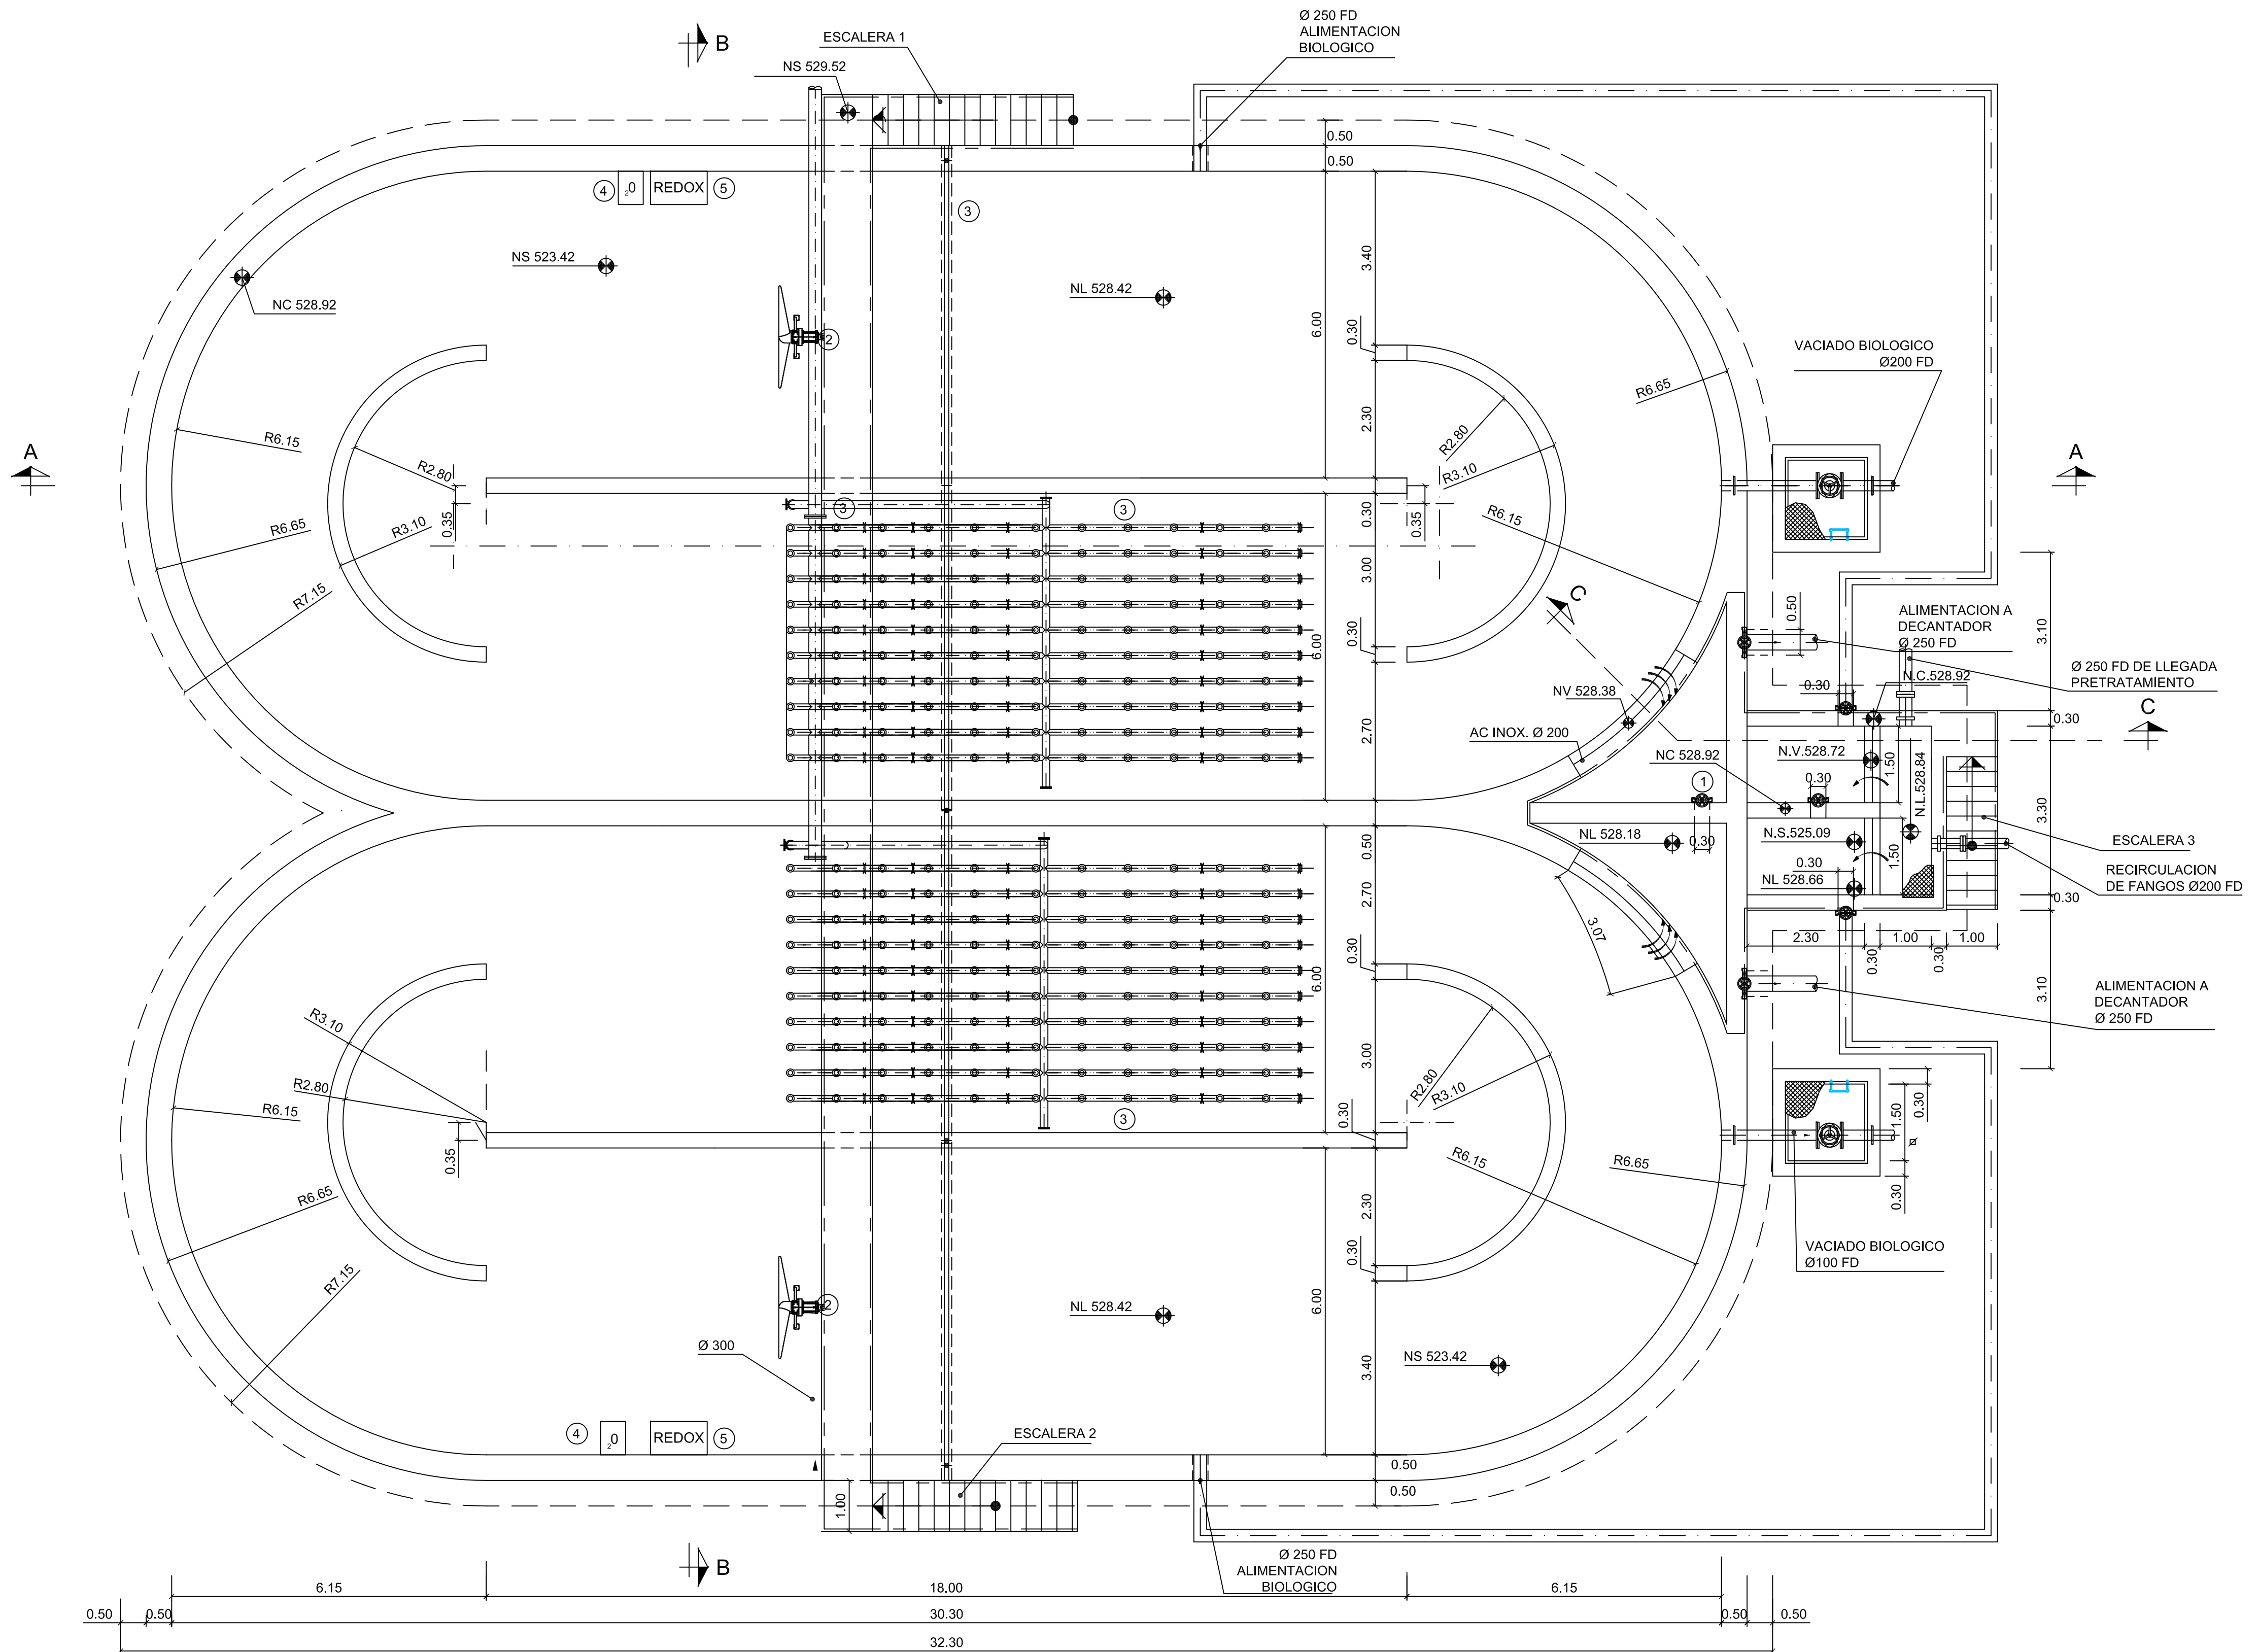 B
ESCALERA 1
NS 529.52
Ø 250 FD
ALIMENTACION
BIOLOGICO
0.50
0.50
4
2
0
REDOX
5
3
NS 523.42
NC 528.92
NL 528.42
3.40
6.00
0.30
2
VACIADO BIOLOGICO
Ø200 FD
R6.65
A
A
R6.15
R2.80
R2.80
R3.10
2.30
0.35
R6.65
R3.10
3
3
0.30
0.35
R6.15
R7.15
3.00
C
0.50
ALIMENTACION A
DECANTADOR
Ø 250 FD
3.10
0.30
6.00
Ø 250 FD DE LLEGADA
PRETRATAMIENTO
N.C.528.92
0.30
NV 528.38
C
0.30
AC INOX. Ø 200
2.70
NC 528.92
N.V.528.72
1.50
N.L.528.84
1
0.30
3.30
NL 528.18
0.30
N.S.525.09
ESCALERA 3
0.50
0.30
1.50
RECIRCULACION
DE FANGOS Ø200 FD
NL 528.66
2.70
0.30
3.07
2.30
1.00
1.00
0.30
0.30
0.30
6.00
3.10
ALIMENTACION A
DECANTADOR
Ø 250 FD
R3.10
R2.80
R6.15
3.00
R2.80
R3.10
3
0.30
1.50
0.30
0.30
0.35
R6.15
R6.65
R6.65
2.30
VACIADO BIOLOGICO
Ø100 FD
R7.15
0.30
2
NL 528.42
6.00
Ø 300
NS 523.42
3.40
4
2
0
REDOX
5
ESCALERA 2
0.50
0.50
1.00
B
Ø 250 FD
ALIMENTACION
BIOLOGICO
6.15
18.00
6.15
0.50
0.50
30.30
0.50
0.50
32.30